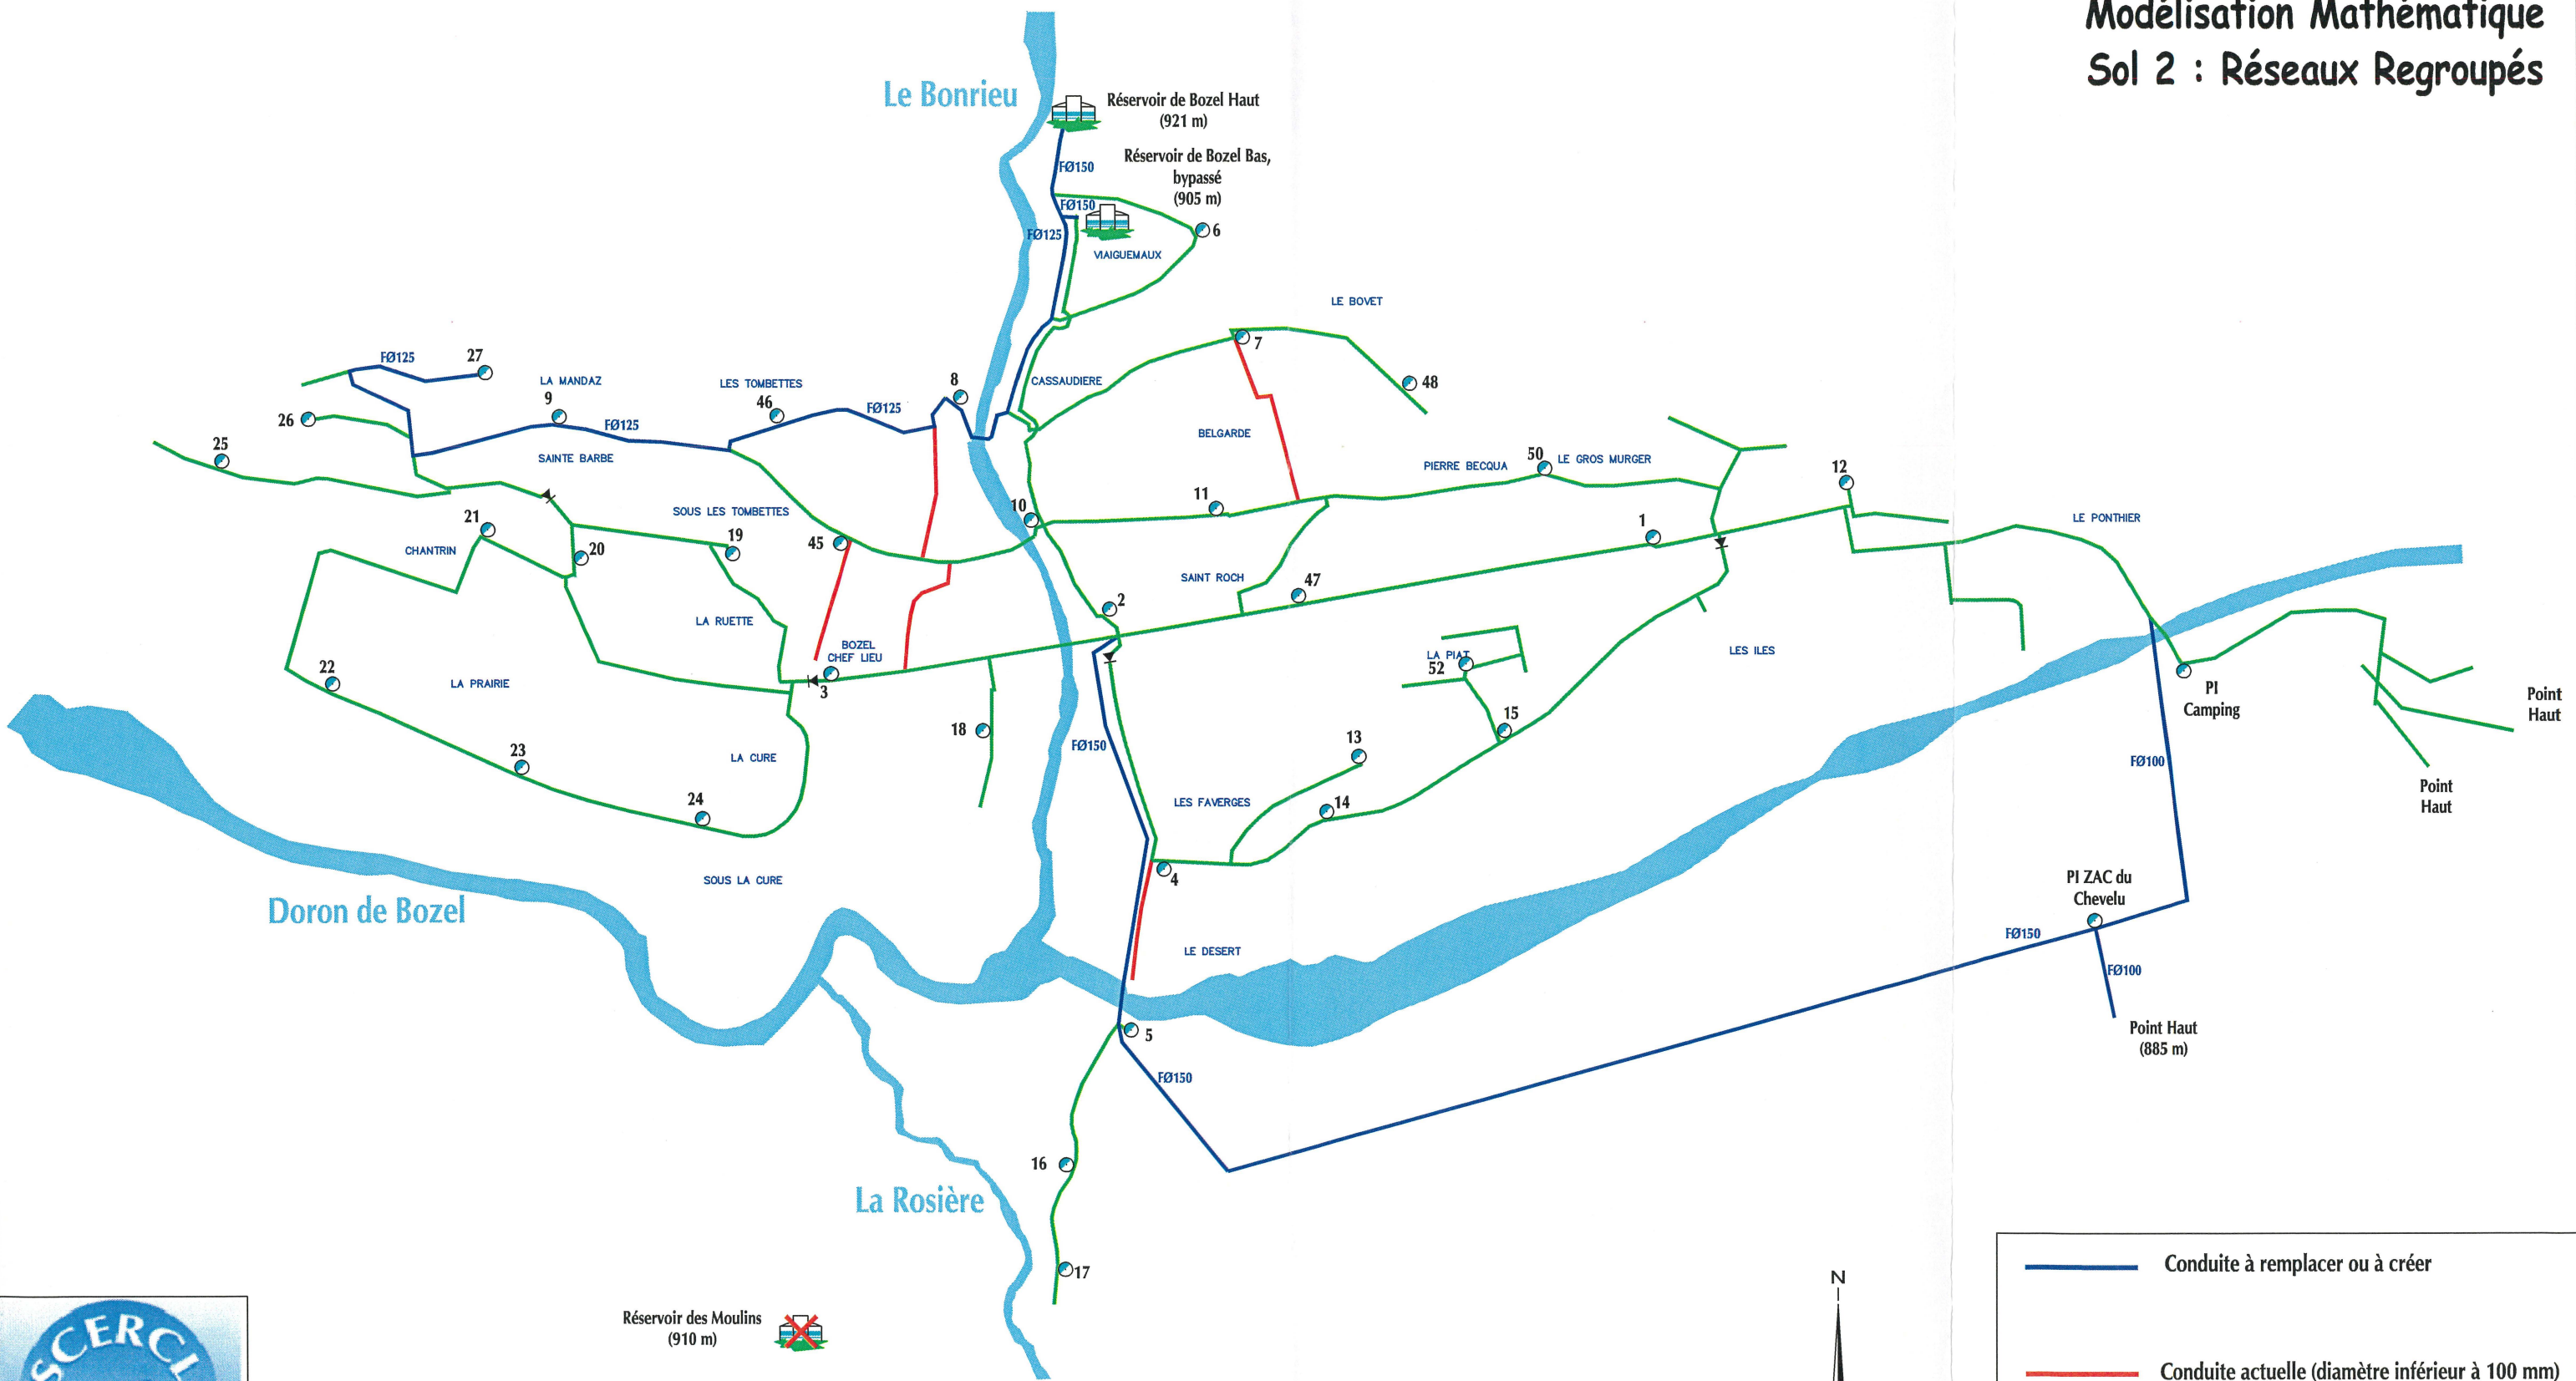 Modélisation Mathématique
Sol 2 : Réseaux Regroupés
Le Bonrieu
Réservoir de Bozel Haut
(921 m)
FØ150
Réservoir de Bozel Bas,
bypassé
(905 m)
FØ150
FØ125
6
VIAIGUEMAUX
LE BOVET
7
48
CASSAUDIERE
BELGARDE
FØ125
27
LA MANDAZ
9
LES TOMBETTES
46
8
FØ125
FØ125
26
25
SAINTE BARBE
PIERRE BECQUA
50
LE GROS MURGER
12
11
10
SOUS LES TOMBETTES
21
CHANTRIN
20
19
45
1
LE PONTHIER
SAINT ROCH
47
2
LA RUETTE
BOZEL
CHEF LIEU
3
22
LA PRAIRIE
LA PIAT
52
LES ILES
PI
Camping
Point
Haut
15
18
FØ150
13
23
LA CURE
FØ100
Point
Haut
24
LES FAVERGES
14
4
SOUS LA CURE
PI ZAC du
Chevelu
Doron de Bozel
LE DESERT
FØ150
FØ100
5
Point Haut
(885 m)
FØ150
16
La Rosière
17
Réservoir des Moulins
(910 m)
N
Conduite à remplacer ou à créer
Conduite actuelle (diamètre inférieur à 100 mm)
SCERCL